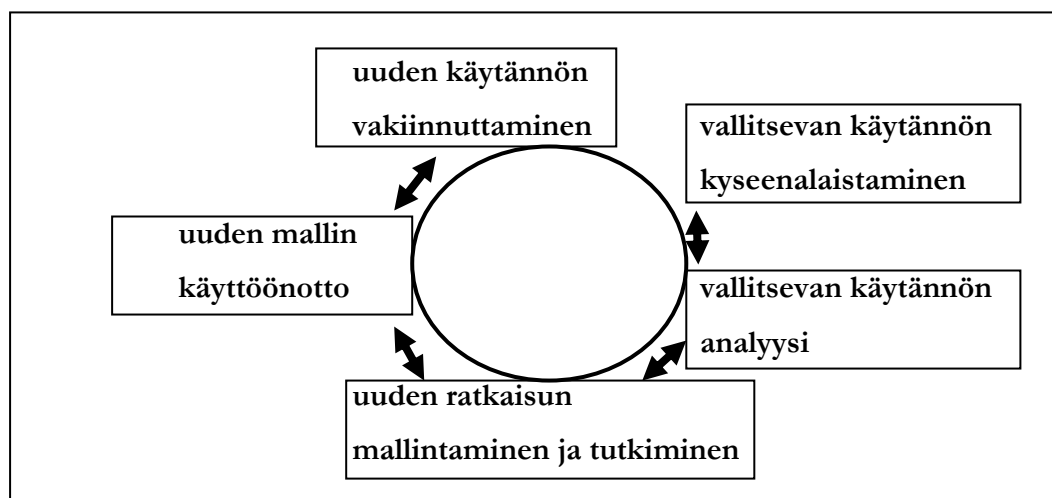 uuden käytännön
vakiinnuttaminen
vallitsevan käytännön
kyseenalaistaminen
uuden mallin
käyttöönotto
vallitsevan käytännön
analyysi
uuden ratkaisun
mallintaminen ja tutkiminen